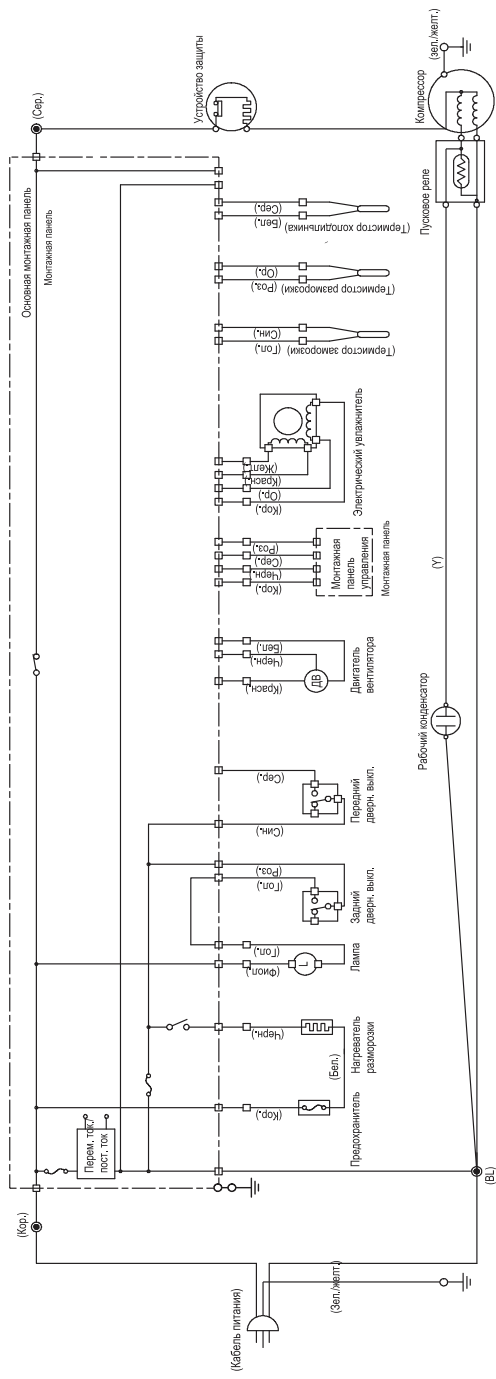 (Кабель питания)
(Зел./желт.)
(Кор.)
(BL)
Перем. ток./
пост. ток
Предохранитель
(Кор.)
(Бел.)
Нагреватель
разморозки
(Черн.)
Лампа
L
(Фиол.)
(Гол.)
Задний
дверн. выкл.
(Гол.)
(Роз.)
Передний
дверн. выкл.
(Син.)
(Сер.)
Двигатель
вентилятора
ДВ
(Красн.)
(Черн.)
(Бел.)
Рабочий конденсатор
(Y)
Монтажная
панель
управления
Монтажная панель
(Кор.)
(Черн.)
(Сер.)
(Роз.)
Электрический увлажнитель
(Кор.)
(Ор.)
(Красн.)
(Желт.)
(Термистор заморозки)
(Гол.)
(Син.)
(Термистор разморозки)
(Роз.)
(Ор.)
(Термистор холодильника)
(Бел.)
(Сер.)
Основная монтажная панель
Монтажная панель
(Сер.)
Устройство защиты
Пусковое реле
Компрессор
(зел./желт.)